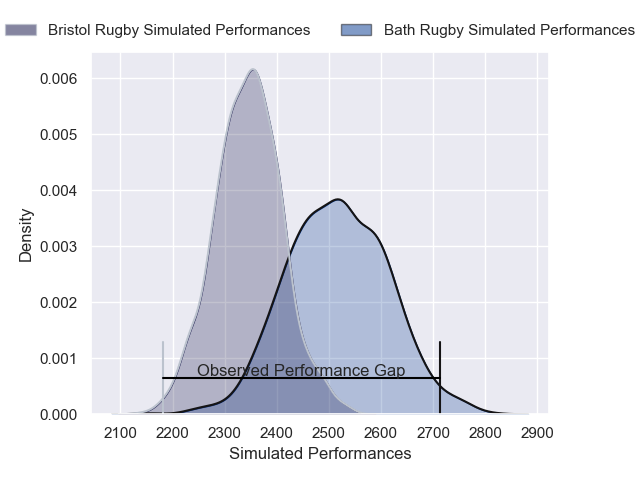 Bristol Rugby Simulated Performances
Bath Rugby Simulated Performances
0.006
0.005
0.004
0.003
0.002
0.001
0.000
Density
Observed Performance Gap
2100 2200 2300 2400 2500 2600 2700 2800 2900
Simulated Performances